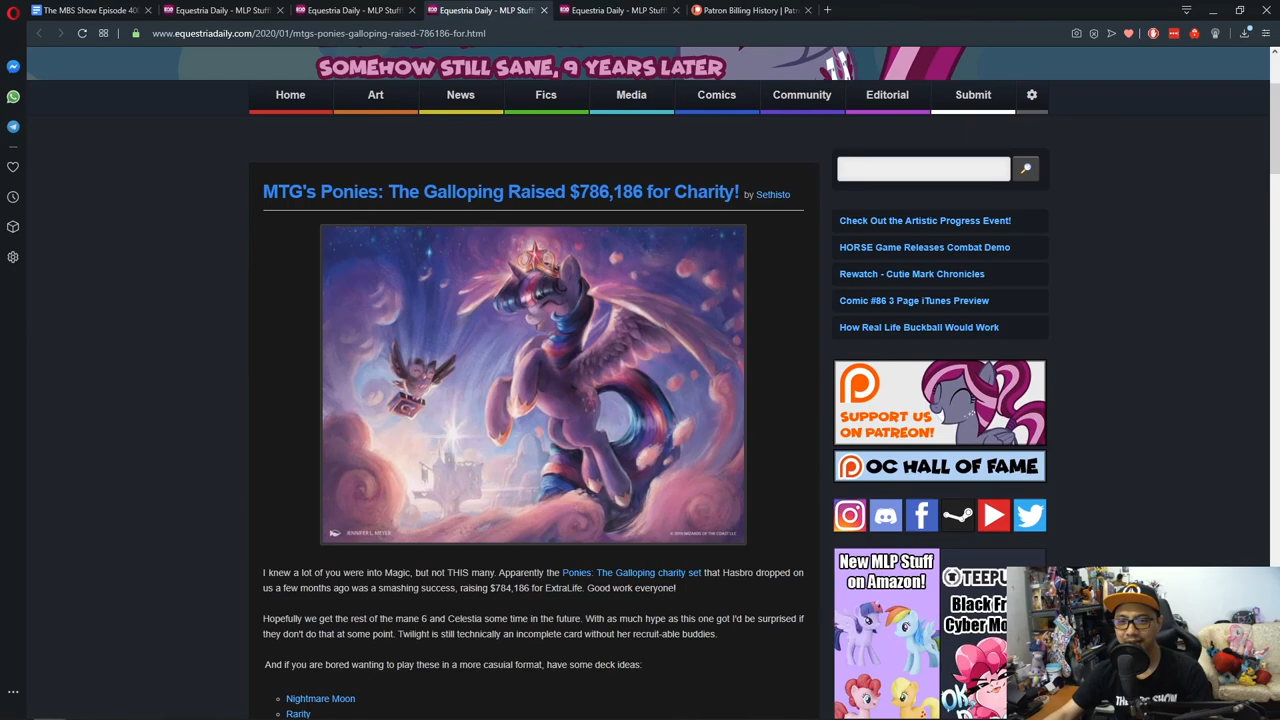 The MBS Show Episode 40
Equestria Daily - MLP Stuff!
Equestria Daily - MLP Stuff!
Equestria Daily - MLP Stuff!
Equestria Daily - MLP Stuff!
Patron Billing History | Pat
www.equestriadaily.com/2020/01/mtgs-ponies-galloping-raised-786186-for.html
SOMEHOW STILL SANE, 9 YEARS LATER
Home
Art
News
Fics
Media
Comics
Community
Editorial
Submit
MTG's Ponies: The Galloping Raised $786,186 for Charity! by Sethisto
JENNIFER L. MEYER
© 2019 WIZARDS OF THE COAST LLC
I knew a lot of you were into Magic, but not THIS many. Apparently the Ponies: The Galloping charity set that Hasbro dropped on
us a few months ago was a smashing success, raising $784,186 for ExtraLife. Good work everyone!
Hopefully we get the rest of the mane 6 and Celestia some time in the future. With as much hype as this one got I'd be surprised if
they don't do that at some point. Twilight is still technically an incomplete card without her recruit-able buddies.
And if you are bored wanting to play these in a more casuial format, have some deck ideas:
Nightmare Moon
Rarity
Check Out the Artistic Progress Event!
HORSE Game Releases Combat Demo
Rewatch - Cutie Mark Chronicles
Comic #86 3 Page iTunes Preview
How Real Life Buckball Would Work
SUPPORT US
ON PATREON!
OC HALL OF FAME
New MLP Stuff
on Amazon!
TEEPU
Black Fr
Cyber Mo